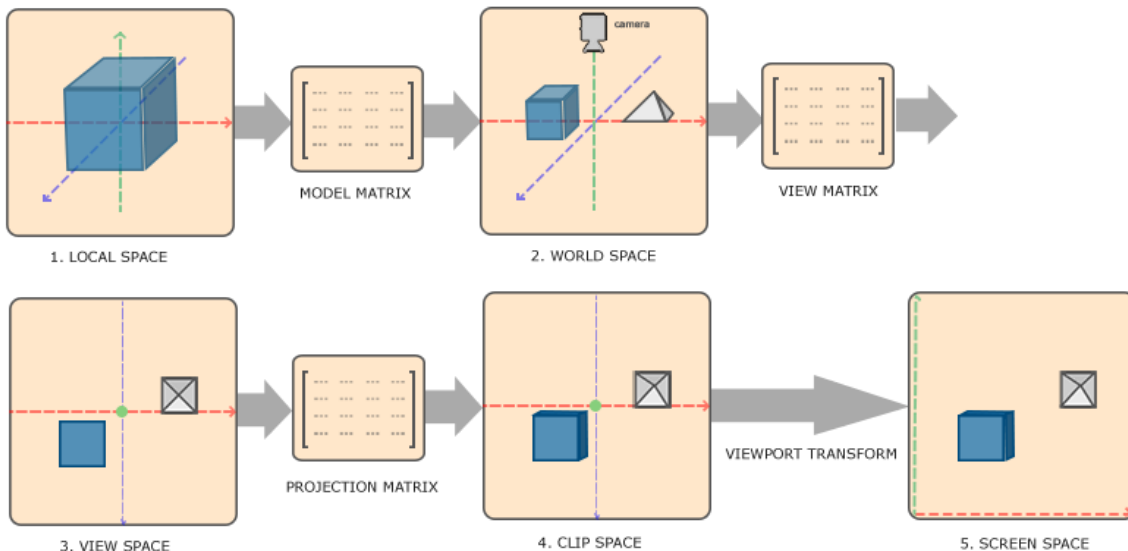 camera
MODEL MATRIX
VIEW MATRIX
1. LOCAL SPACE
2. WORLD SPACE
PROJECTION MATRIX
VIEWPORT TRANSFORM
3. VIEW SPACE
4. CLIP SPACE
5. SCREEN SPACE